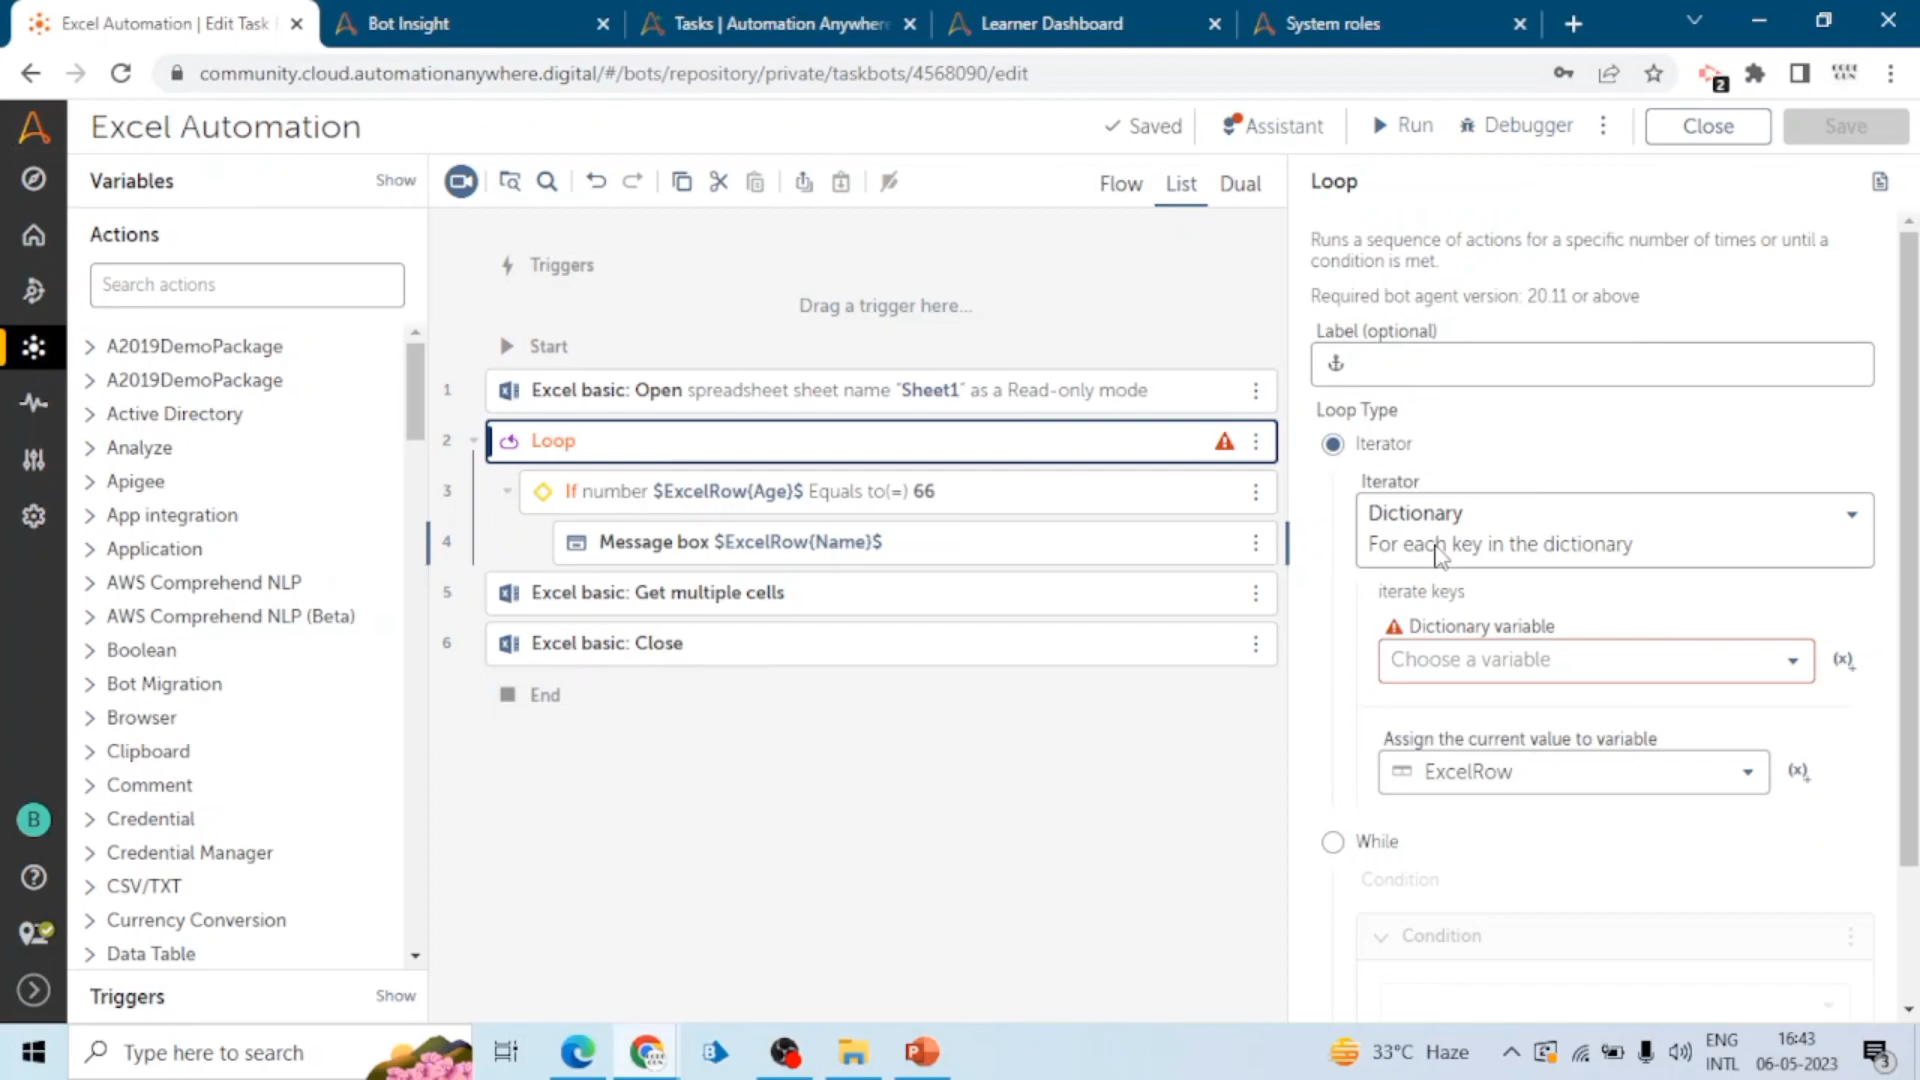 Excel Automation | Edit Task
Bot Insight
Tasks | Automation Anywhere
Learner Dashboard
System roles
community.cloud.automationanywhere.digital/#/bots/repository/private/taskbots/4568090/edit
2
Excel Automation
Saved
Assistant
Run
Debugger
Close
Save
Variables
Show
Actions
Search actions
A2019DemoPackage
A2019DemoPackage
Active Directory
Analyze
Apigee
App integration
Application
AWS Comprehend NLP
AWS Comprehend NLP (Beta)
Boolean
Bot Migration
Browser
Clipboard
Comment
Credential
Credential Manager
CSV/TXT
Currency Conversion
Data Table
Triggers
Show
B
Flow
List
Dual
Triggers
Drag a trigger here...
Start
1 Excel basic: Open spreadsheet sheet name "Sheet1" as a Read-only mode
2 Loop
3 If number $ExcelRow{Age}$ Equals to(=) 66
4 Message box $ExcelRow{Name}$
5 Excel basic: Get multiple cells
6 Excel basic: Close
End
Loop
Runs a sequence of actions for a specific number of times or until a
condition is met.
Required bot agent version: 20.11 or above
Label (optional)
Loop Type
Iterator
Iterator
Dictionary
For each key in the dictionary
iterate keys
Dictionary variable
Choose a variable
(x)+
Assign the current value to variable
ExcelRow
(x)+
While
Condition
Condition
Type here to search
33°C Haze
ENG
INTL
16:43
06-05-2023
3